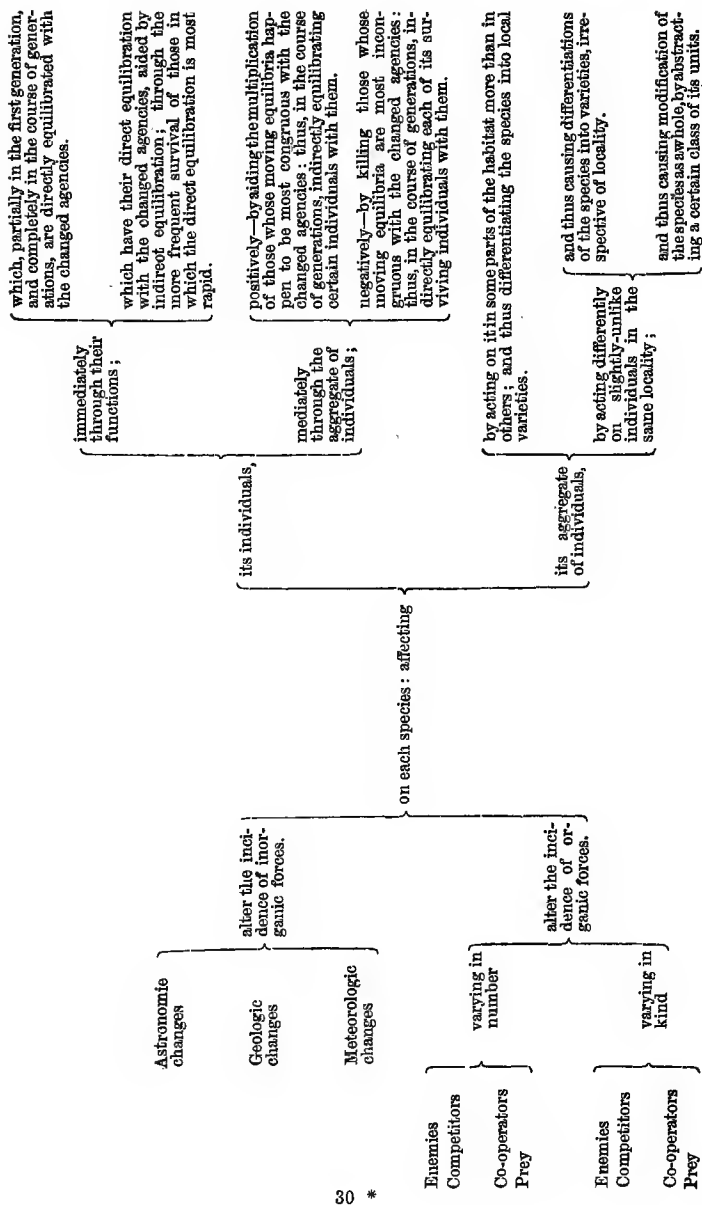 Astronomic
changes
Geologic
changes
Meteorologic
changes
alter the inci-
dence of inor-
ganic forces.
Enemies
Competitors
Co-operators
Prey
varying in
number
Enemies
Competitors
Co-operators
Prey
varying in
kind
alter the inci-
dence of or-
ganic forces.
on each species: affecting
its individuals,
immediately
through their
functions;
which, partially in the first generation,
and completely in the course of gener-
ations, are directly equilibrated with
the changed agencies.
which have their direct equilibration
with the changed agencies, aided by
indirect equilibration; through the
more frequent survival of those in
which the direct equilibration is most
rapid.
mediately
through the
aggregate of
individuals;
positively—by aiding the multiplication
of those whose moving equilibria hap-
pen to be most congruous with the
changed agencies: thus, in the course
of generations, indirectly equilibrating
certain individuals with them.
negatively—by killing those whose
moving equilibria are most incon-
gruous with the changed agencies:
thus, in the course of generations, in-
directly equilibrating each of its sur-
viving individuals with them.
its aggregate
of individuals,
by acting on it in some parts of the habitat more than in
others; and thus differentiating the species into local
varieties.
by acting differently
on slightly-unlike
individuals in the
same locality;
and thus causing differentiations
of the species into varieties, irre-
spective of locality.
and thus causing modification of
the species as a whole, by abstract-
ing a certain class of its units.
30 *